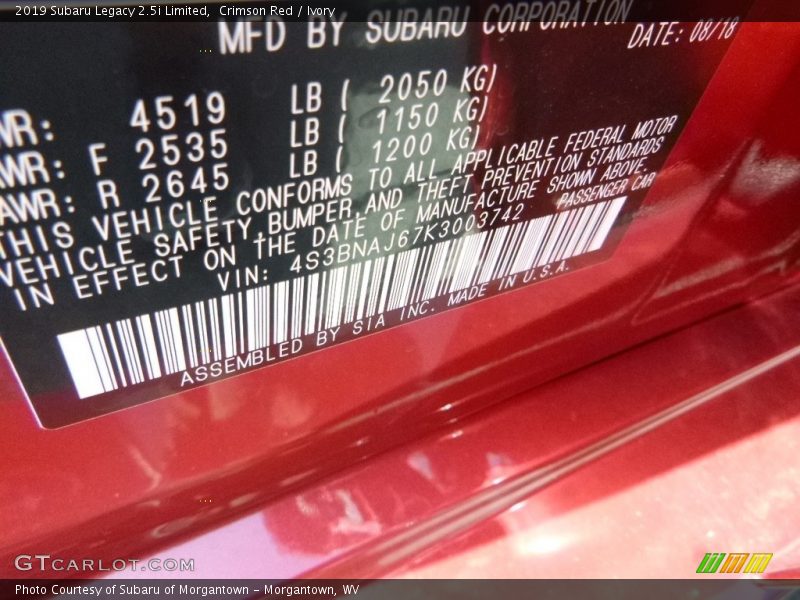 2019 Subaru Legacy 2.5i Limited,  Crimson Red / Ivory
MFD BY SUBARU CORPORATION
DATE: 08/18
WR: 4519 LB ( 2050 KG)
AWR: F 2535 LB ( 1150 KG)
AWR: R 2645 LB ( 1200 KG)
THIS VEHICLE CONFORMS TO ALL APPLICABLE FEDERAL MOTOR
VEHICLE SAFETY,BUMPER,AND THEFT PREVENTION STANDARDS
IN EFFECT ON THE DATE OF MANUFACTURE SHOWN ABOVE.
VIN: 4S3BNAJ67K3003742 PASSENGER CAR
ASSEMBLED BY SIA INC. MADE IN U.S.A.
GTCARLOT.COM
Photo Courtesy of Subaru of Morgantown - Morgantown, WV